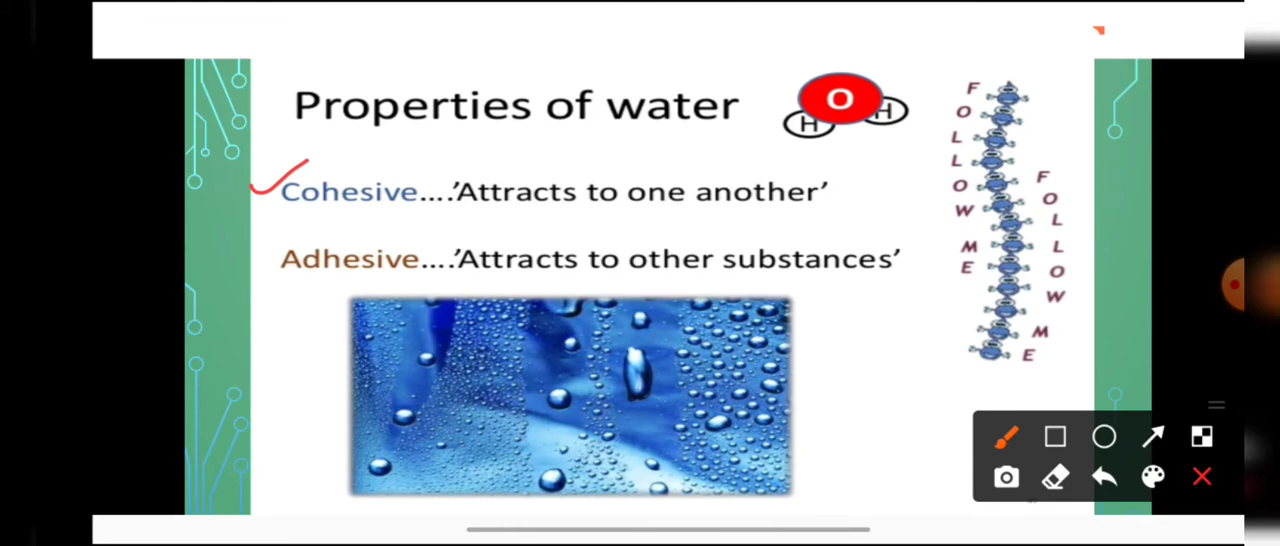 Properties of water
O
H
H
Cohesive....’Attracts to one another’
Adhesive....’Attracts to other substances’
FOLLOW ME
FOLLOW ME